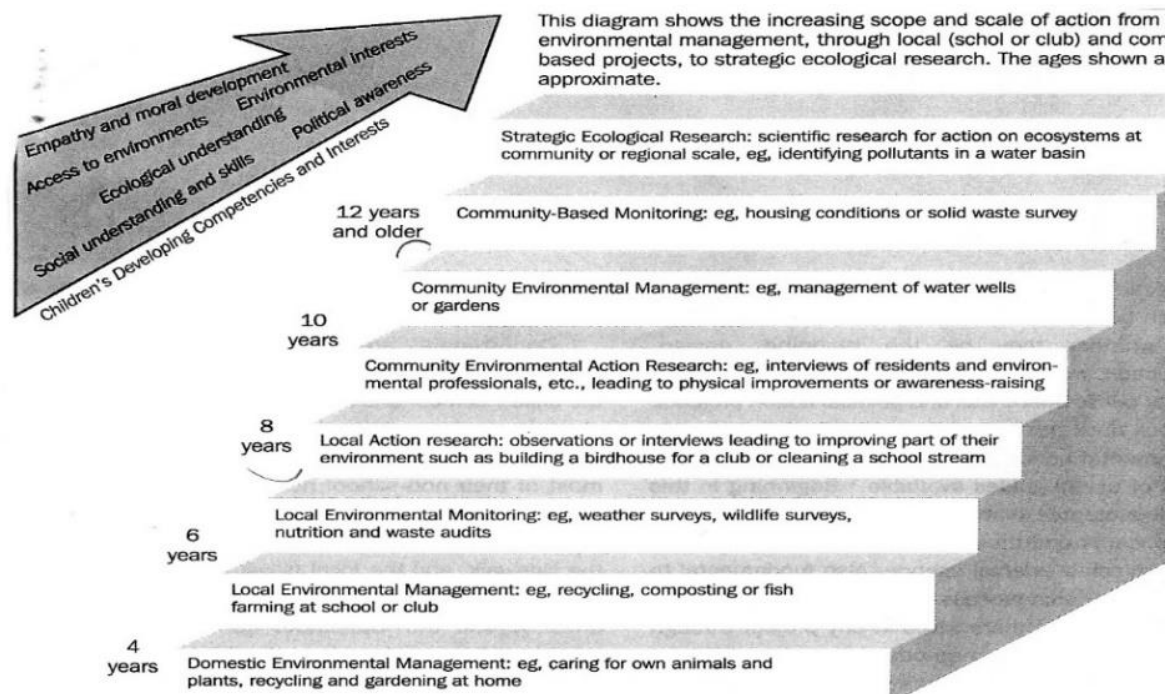 This diagram shows the increasing scope and scale of action from
environmental management, through local (schol or club) and com
based projects, to strategic ecological research. The ages shown a
approximate.
Empathy and moral development
Access to environments
Environmental Interests
Ecological understanding
Political awareness
Social understanding and skills
Children's Developing Competencies and Interests
Strategic Ecological Research: scientific research for action on ecosystems at
community or regional scale, eg, identifying pollutants in a water basin
12 years
and older
Community-Based Monitoring: eg, housing conditions or solid waste survey
Community Environmental Management: eg, management of water wells
or gardens
10
years
Community Environmental Action Research: eg, interviews of residents and environ-
mental professionals, etc., leading to physical improvements or awareness-raising
8
years
Local Action research: observations or interviews leading to improving part of their
environment such as building a birdhouse for a club or cleaning a school stream
6
years
Local Environmental Monitoring: eg, weather surveys, wildlife surveys,
nutrition and waste audits
Local Environmental Management: eg, recycling, composting or fish
farming at school or club
4
years
Domestic Environmental Management: eg, caring for own animals and
plants, recycling and gardening at home